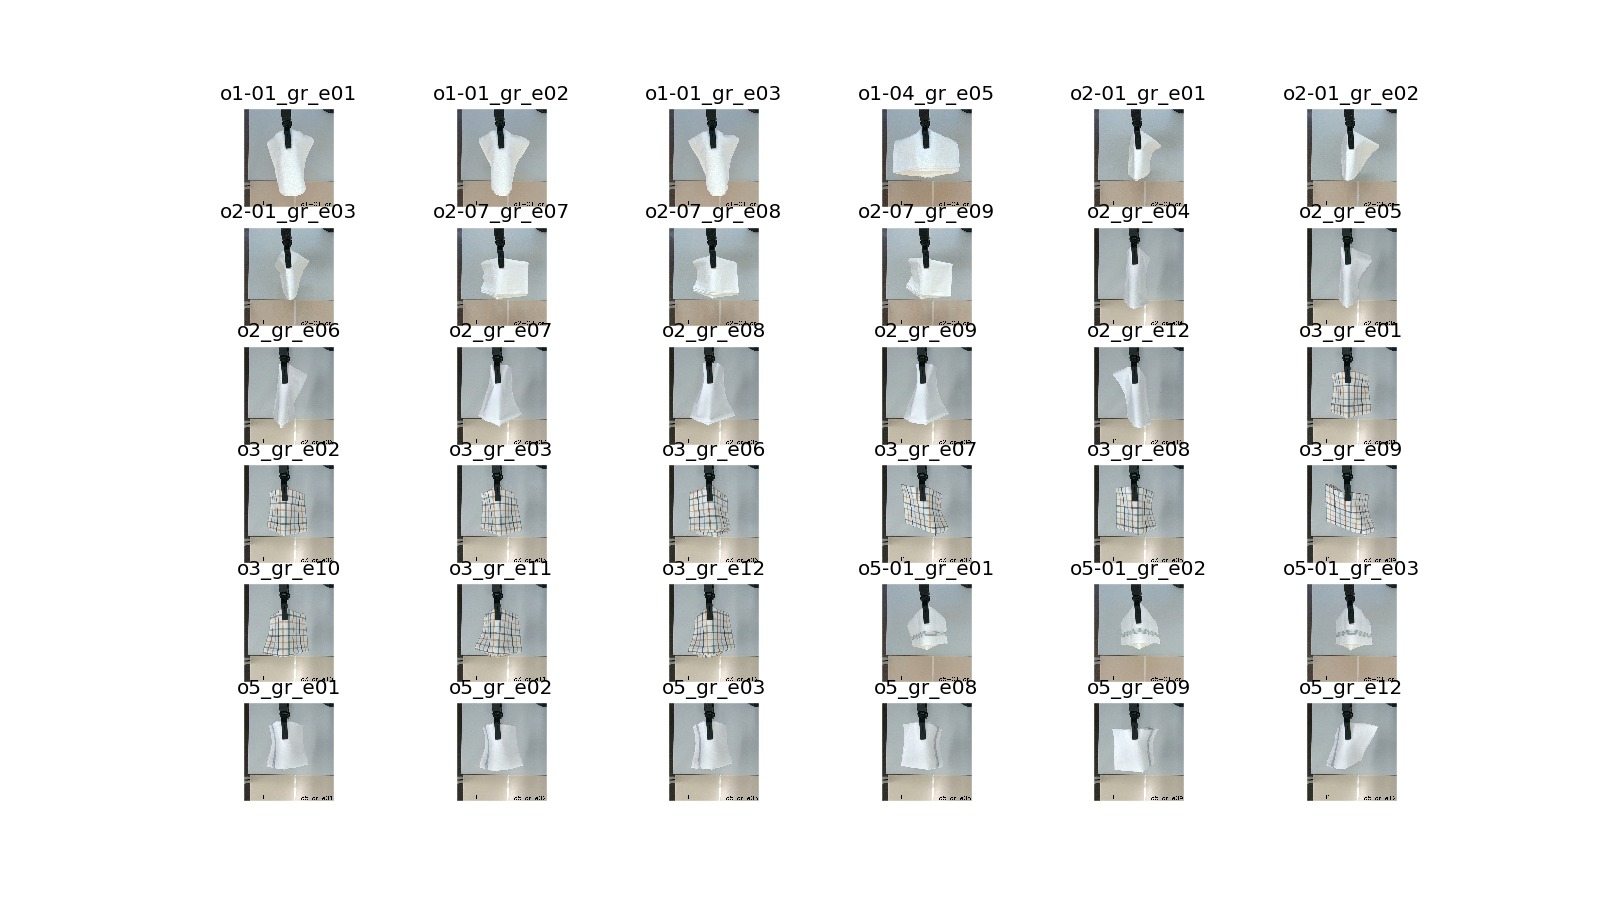 o1-01_gr_e01 o1-01_gr_e02 o1-01_gr_e03 o1-04_gr_e05 o2-01_gr_e01 o2-01_gr_e02
o2-01_gr_e03 o2-07_gr_e07 o2-07_gr_e08 o2-07_gr_e09 o2_gr_e04 o2_gr_e05
o2_gr_e06 o2_gr_e07 o2_gr_e08 o2_gr_e09 o2_gr_e12 o3_gr_e01
o3_gr_e02 o3_gr_e03 o3_gr_e06 o3_gr_e07 o3_gr_e08 o3_gr_e09
o3_gr_e10 o3_gr_e11 o3_gr_e12 o5-01_gr_e01 o5-01_gr_e02 o5-01_gr_e03
o5_gr_e01 o5_gr_e02 o5_gr_e03 o5_gr_e08 o5_gr_e09 o5_gr_e12